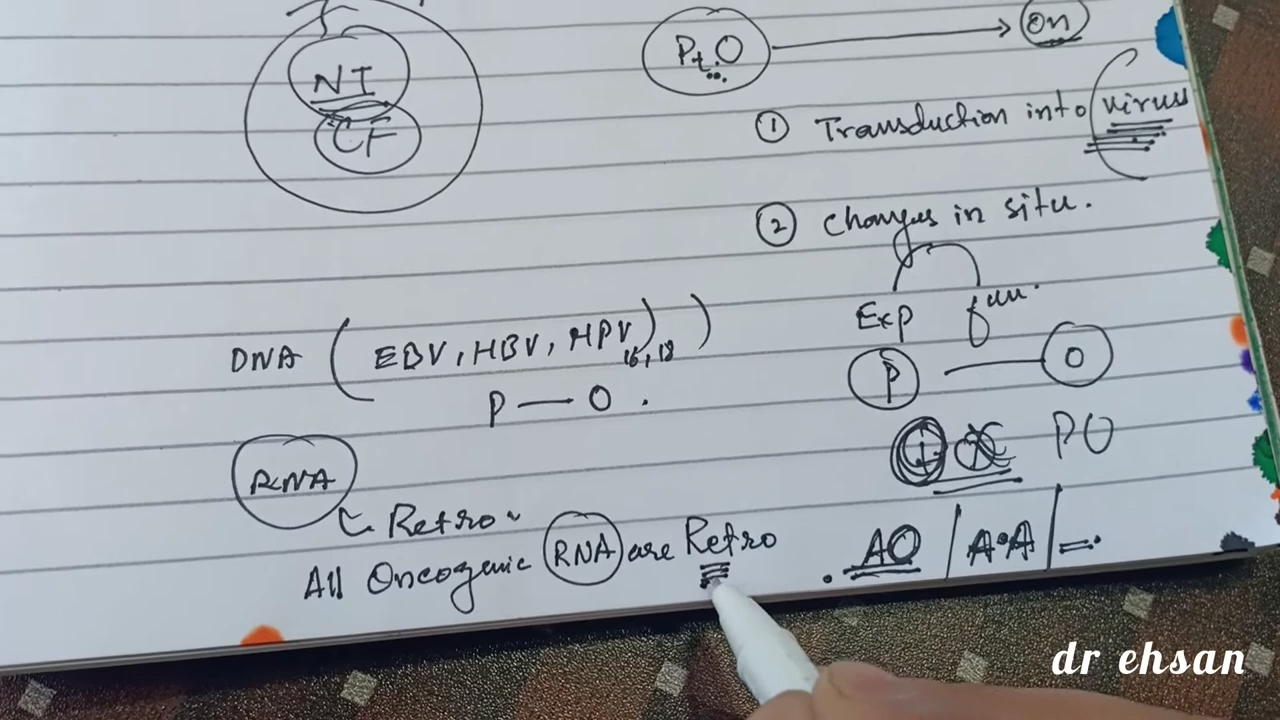 NI
CF
Pt.O
on
① Transduction into virus
② Changes in situ.
Exp fun.
P — O
PO
DNA ( EBV, HBV, HPV 16, 18 )
P — O .
RNA
Retro
All Oncogenic RNA are Retro
AO | A·A |
dr ehsan